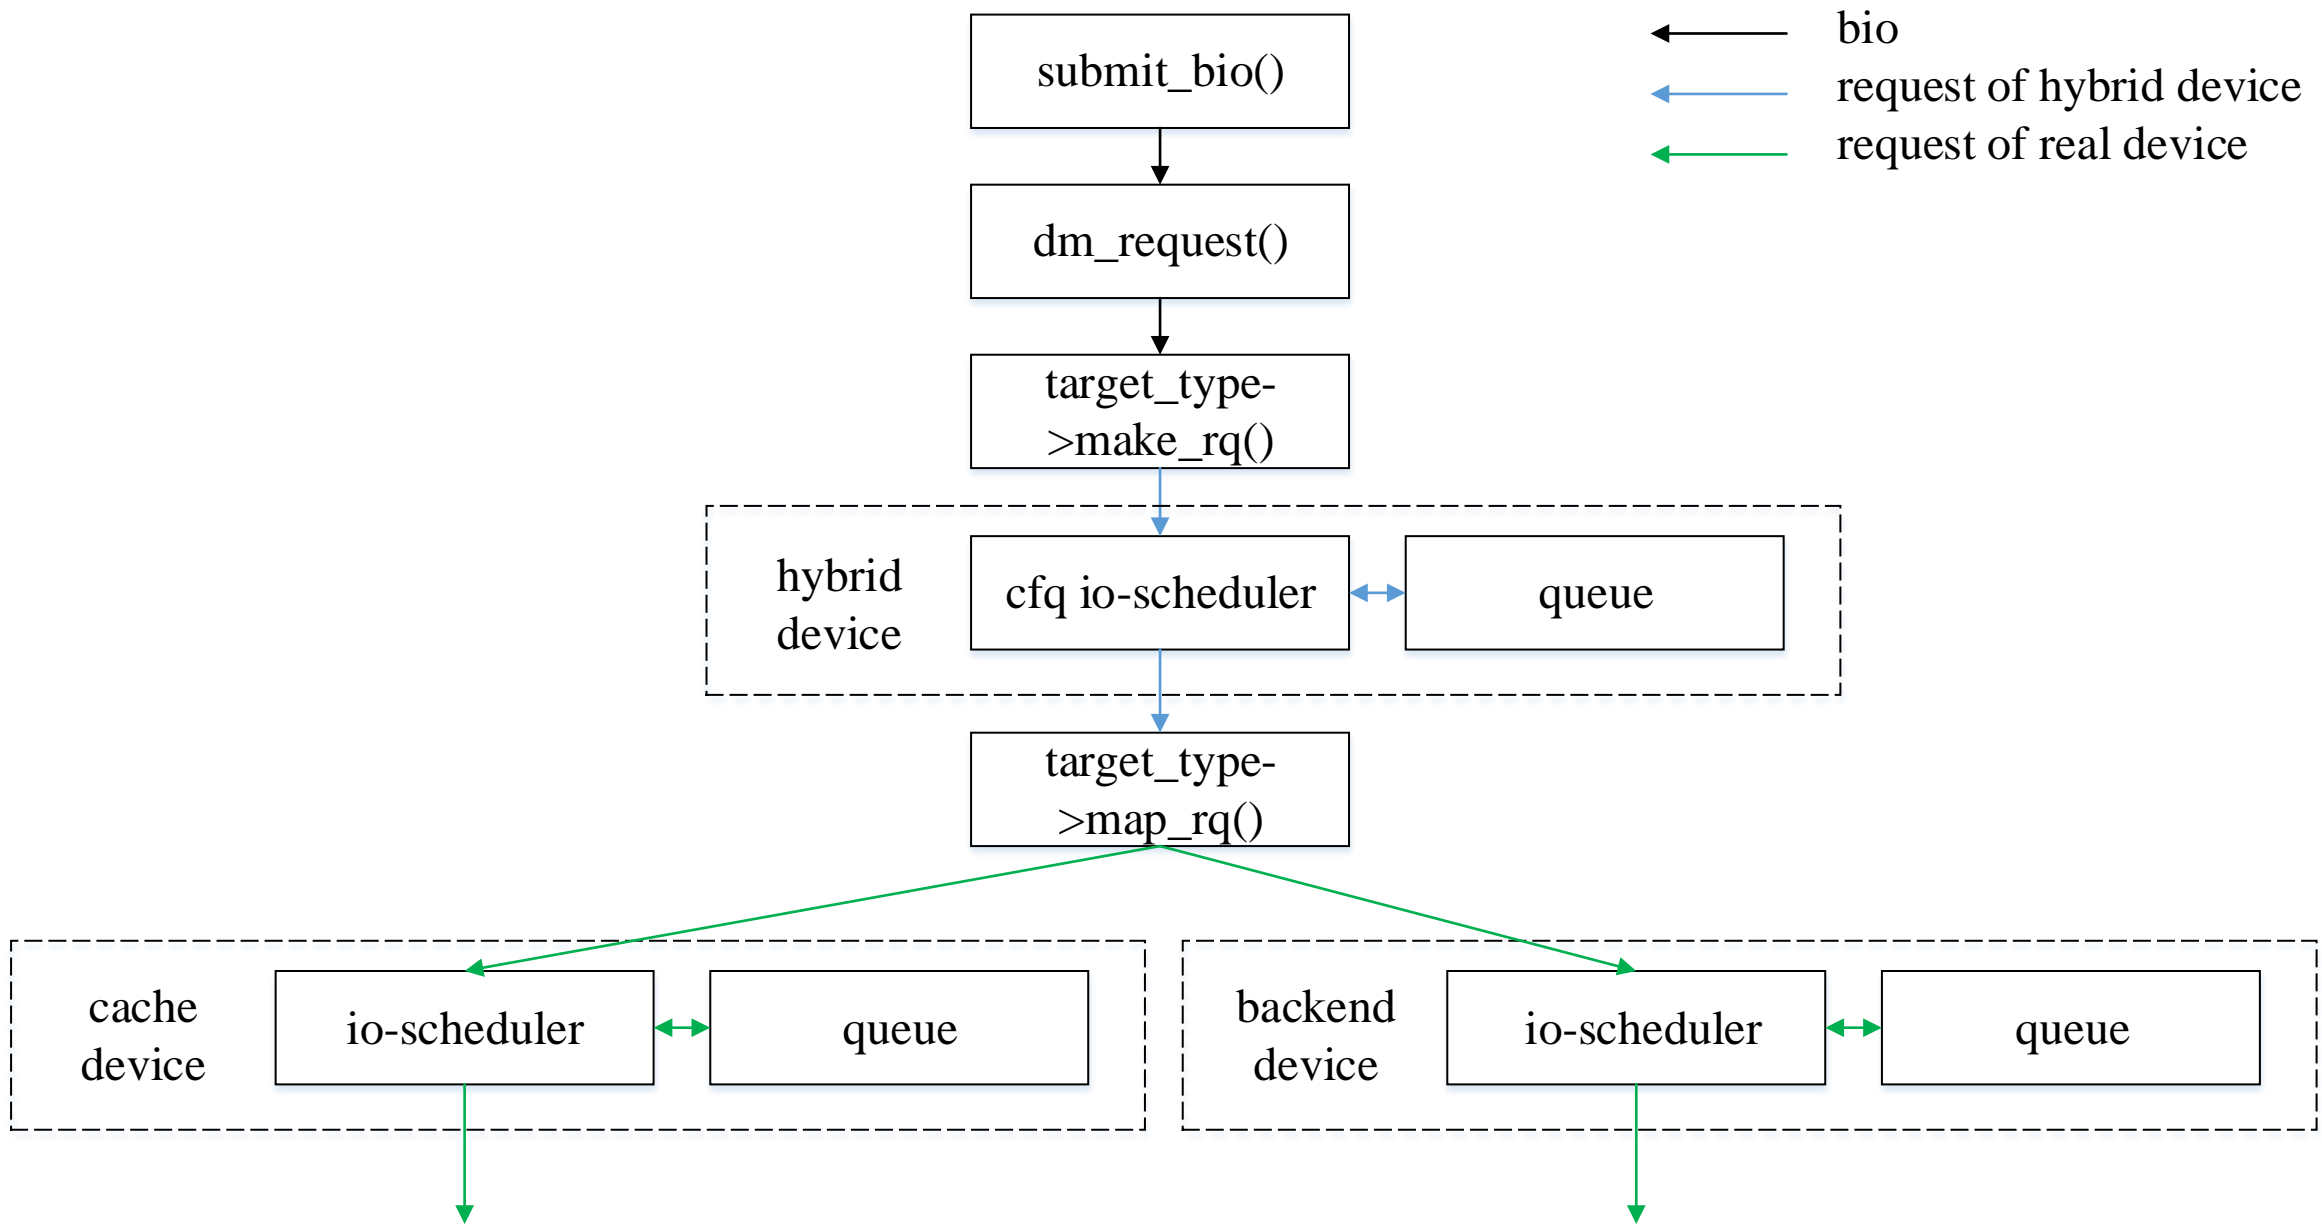 submit_bio()
bio
request of hybrid device
request of real device
dm_request()
target_type-
>make_rq()
hybrid
device
cfq io-scheduler
queue
target_type-
>map_rq()
cache
device
io-scheduler
queue
backend
device
io-scheduler
queue